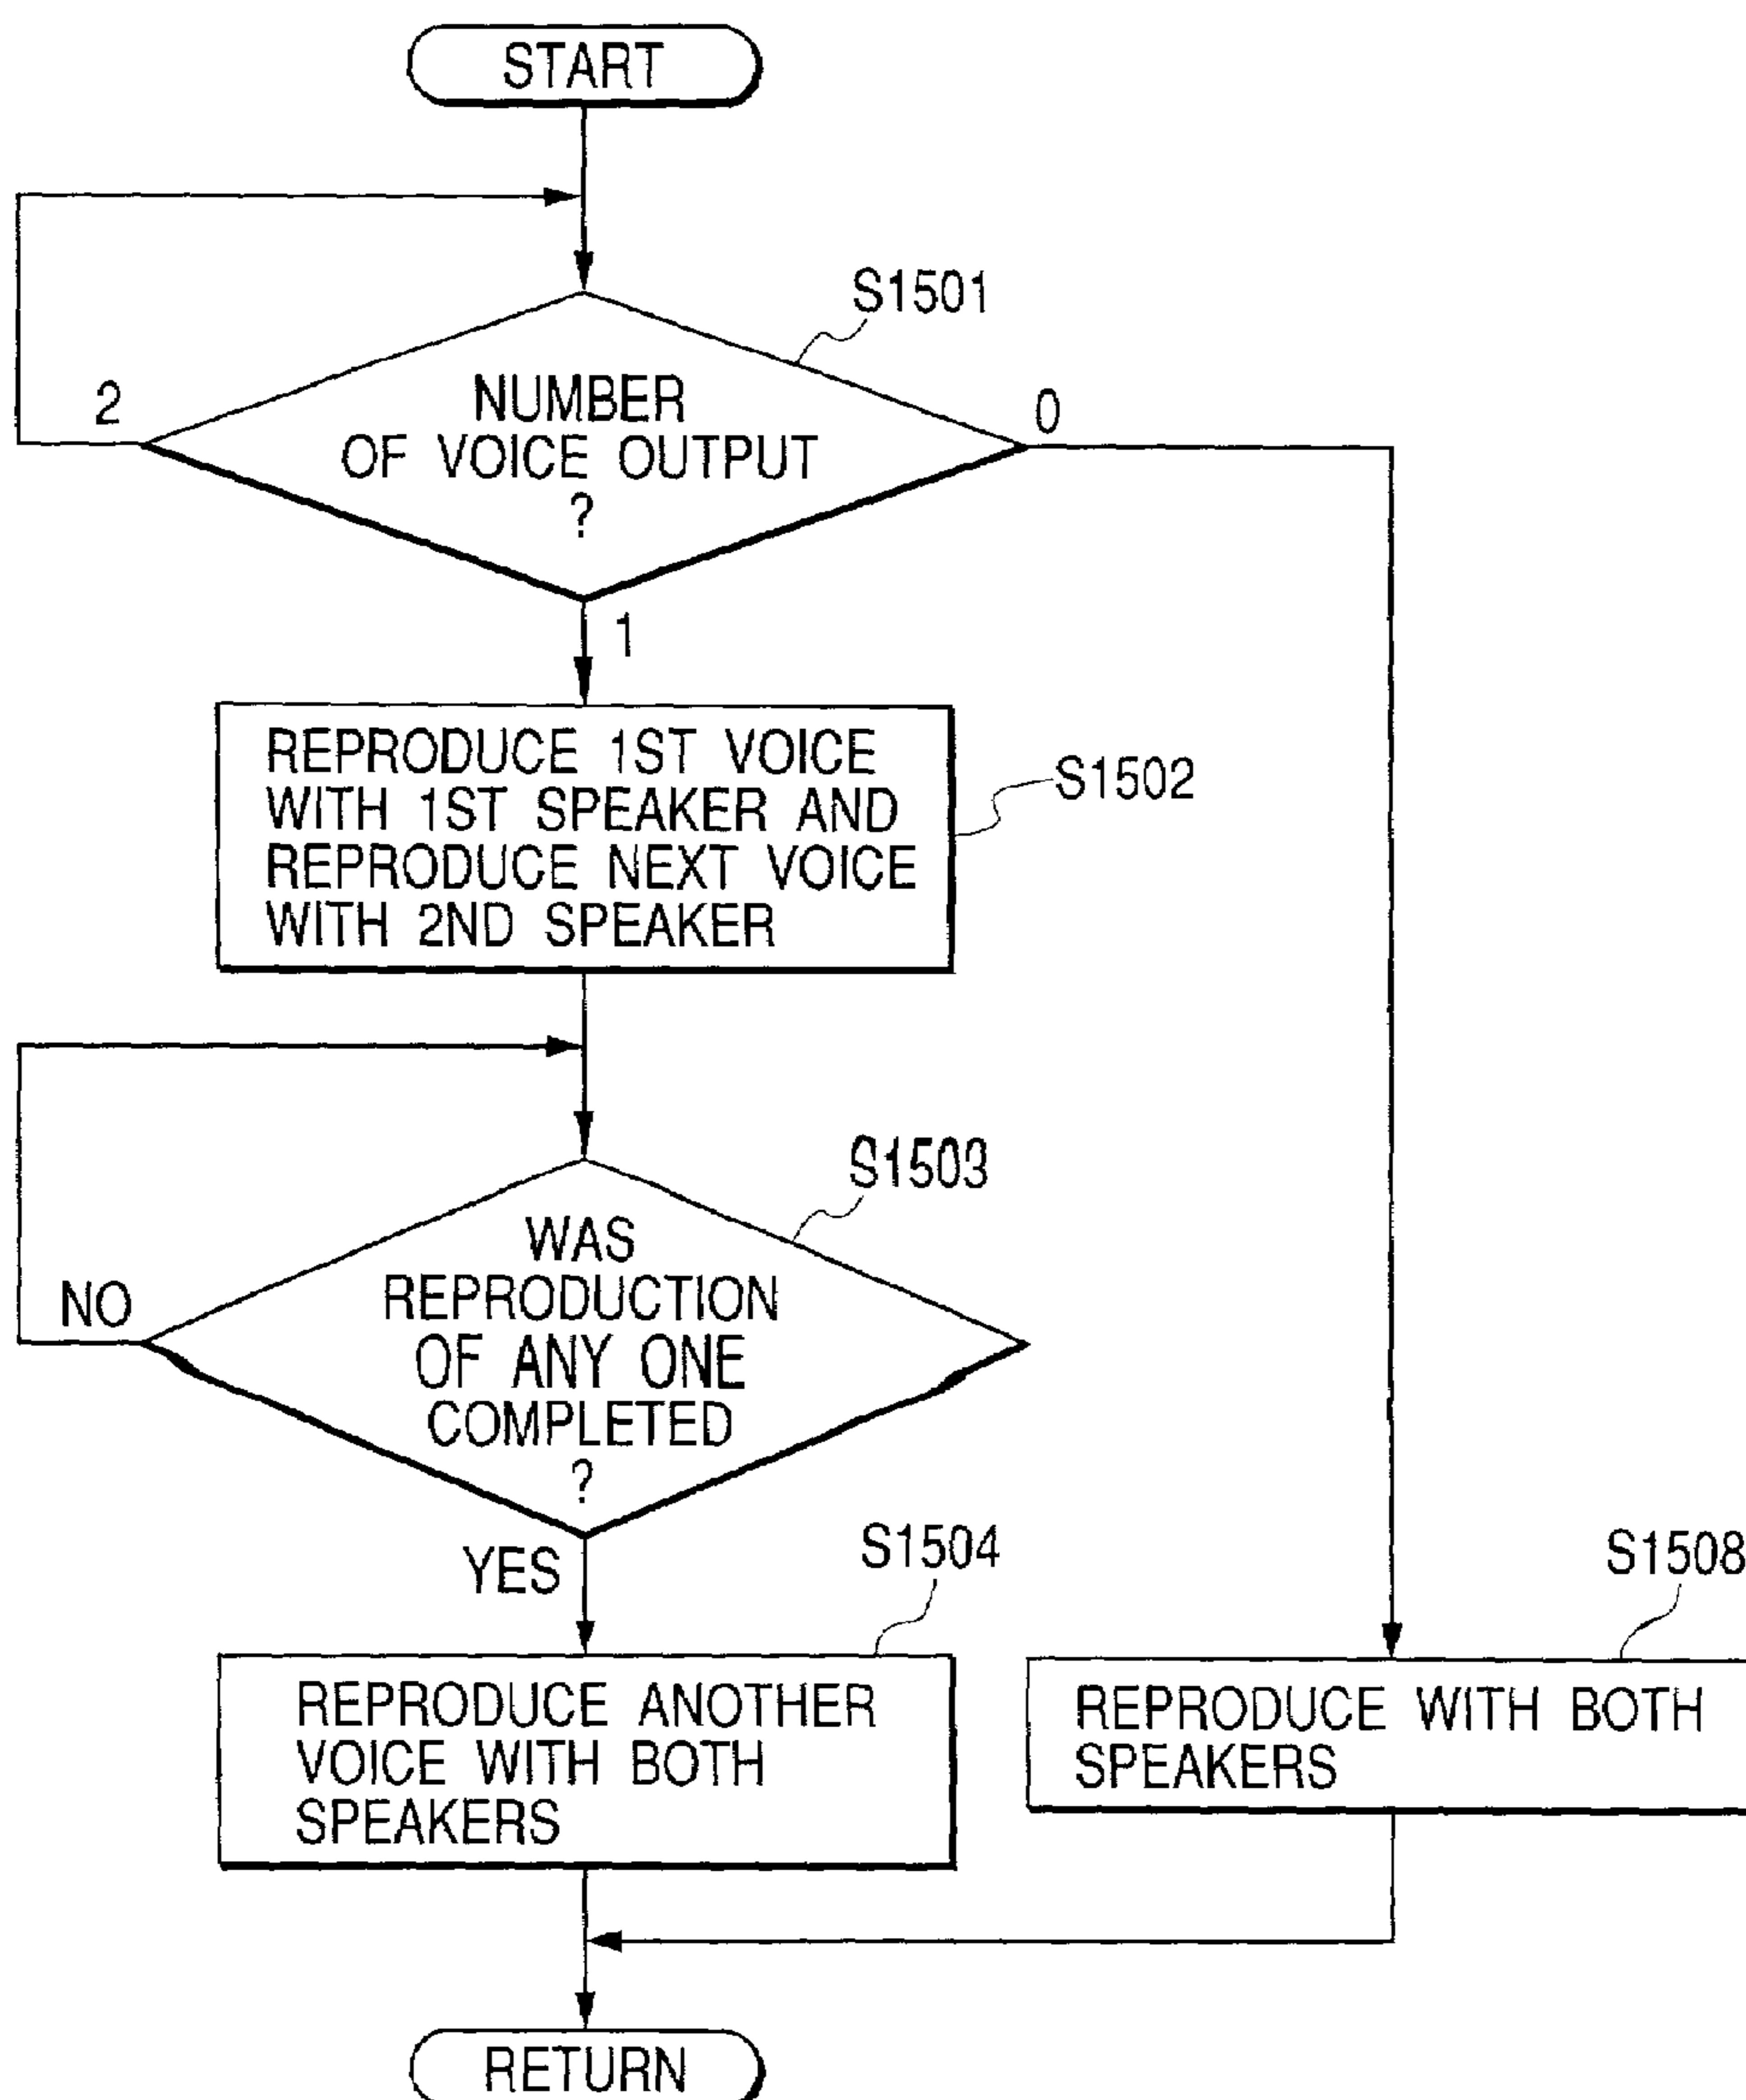 START
S1501
NUMBER
OF VOICE OUTPUT
?
2
0
1
REPRODUCE 1ST VOICE
WITH 1ST SPEAKER AND
REPRODUCE NEXT VOICE
WITH 2ND SPEAKER
S1502
S1503
WAS
REPRODUCTION
OF ANY ONE
COMPLETED
?
NO
YES
S1504
REPRODUCE ANOTHER
VOICE WITH BOTH
SPEAKERS
S1508
REPRODUCE WITH BOTH
SPEAKERS
RETURN